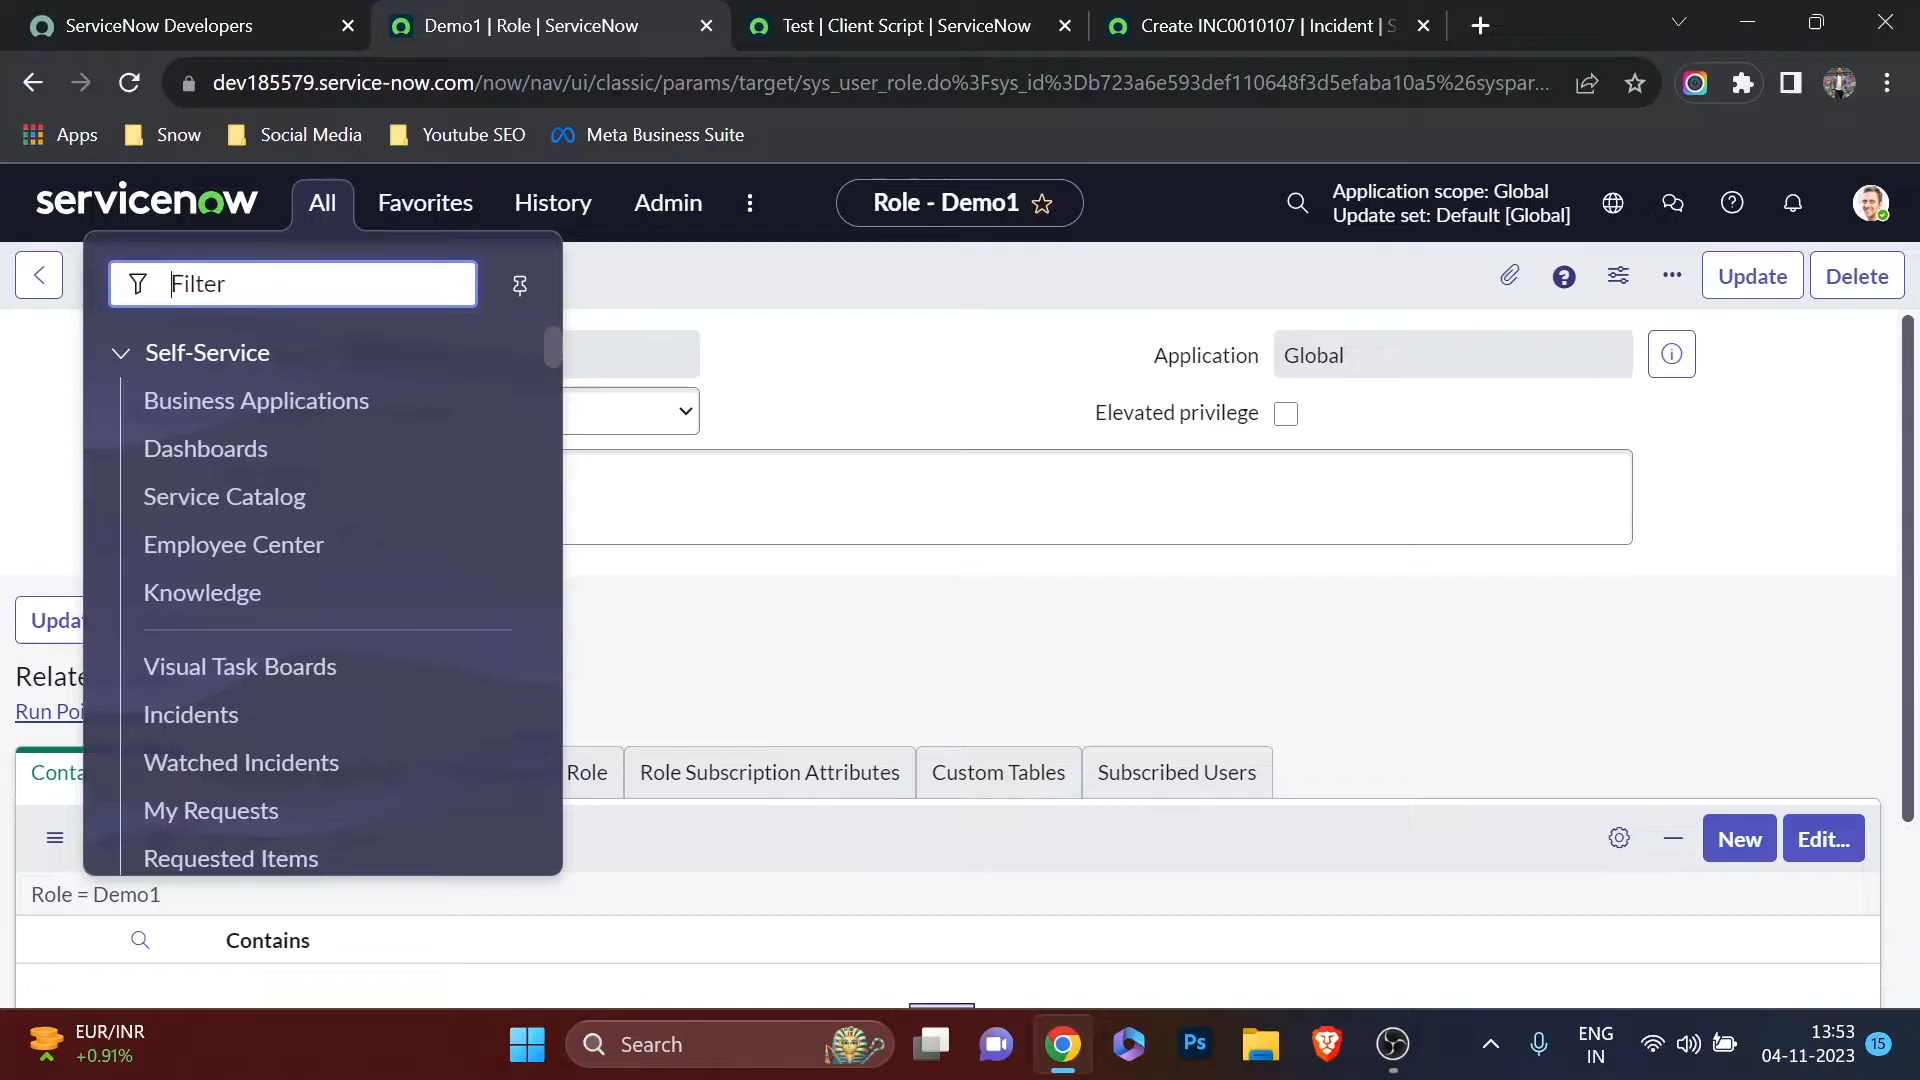 ServiceNow Developers
Demo1 | Role | ServiceNow
Test | Client Script | ServiceNow
Create INC0010107 | Incident | S
dev185579.service-now.com/now/nav/ui/classic/params/target/sys_user_role.do%3Fsys_id%3Db723a6e593def110648f3d5efaba10a5%26syspar...
Apps
Snow
Social Media
Youtube SEO
Meta Business Suite
servicenow
All
Favorites
History
Admin
Role - Demo1
Application scope: Global
Update set: Default [Global]
Filter
Update
Delete
Self-Service
Business Applications
Dashboards
Service Catalog
Employee Center
Knowledge
Visual Task Boards
Incidents
Watched Incidents
My Requests
Requested Items
Application
Global
Elevated privilege
Upda
Relate
Run Poi
Conta
Role
Role Subscription Attributes
Custom Tables
Subscribed Users
New
Edit...
Role = Demo1
Contains
EUR/INR
+0.91%
Search
Ps
ENG
IN
13:53
04-11-2023
15